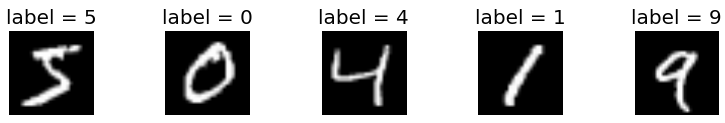 label = 5 label = 0 label = 4 label = 1 label = 9
5 0 4 1 9